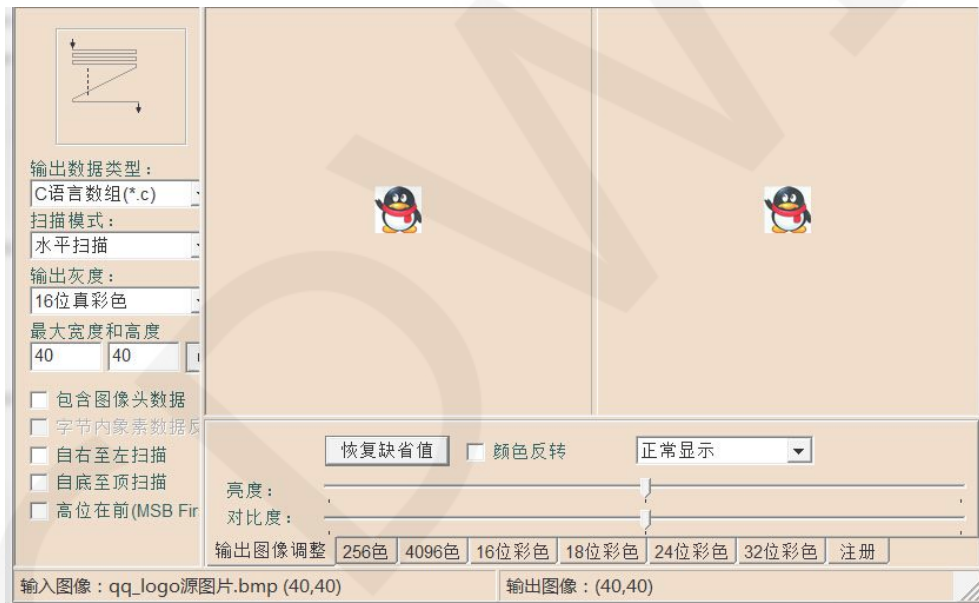 输出数据类型：
C语言数组(*.c)
扫描模式：
水平扫描
输出灰度：
16位真彩色
最大宽度和高度
40 40
包含图像头数据
字节内象素数据反
自右至左扫描
自底至顶扫描
高位在前(MSB Fir
恢复缺省值 颜色反转 正常显示
亮度：
对比度：
输出图像调整 256色 4096色 16位彩色 18位彩色 24位彩色 32位彩色 注册
输入图像：qq_logo源图片.bmp (40,40) 输出图像：(40,40)